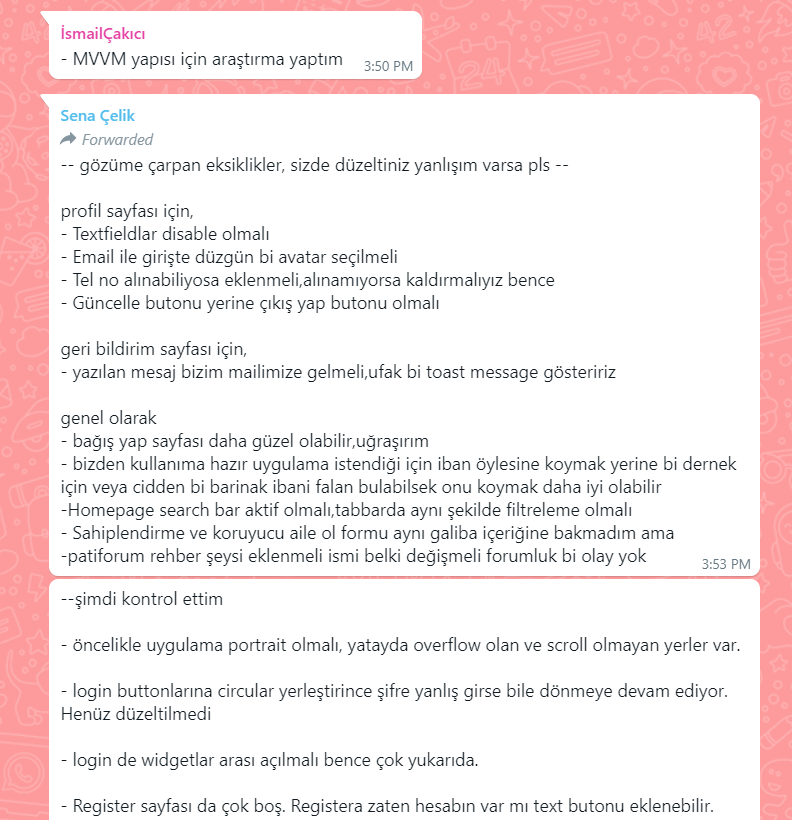 İsmailÇakıcı
- MVVM yapısı için araştırma yaptım
3:50 PM
Sena Çelik
Forwarded
-- gözüme çarpan eksiklikler, sizde düzeltiniz yanlışım varsa pls --
profil sayfası için,
- Textfieldlar disable olmalı
- Email ile girişte düzgün bi avatar seçilmeli
- Tel no alınabiliyosa eklenmeli,alınamıyorsa kaldırmalıyız bence
- Güncelle butonu yerine çıkış yap butonu olmalı
geri bildirim sayfası için,
- yazılan mesaj bizim mailimize gelmeli,ufak bi toast message gösteririz
genel olarak
- bağış yap sayfası daha güzel olabilir,uğraşırım
- bizden kullanıma hazır uygulama istendiği için iban öylesine koymak yerine bi dernek
için veya cidden bi barinak ibani falan bulabilsek onu koymak daha iyi olabilir
-Homepage search bar aktif olmalı,tabbarda aynı şekilde filtreleme olmalı
- Sahiplendirme ve koruyucu aile ol formu aynı galiba içeriğine bakmadım ama
-patiforum rehber şeysi eklenmeli ismi belki değişmeli forumluk bi olay yok
3:53 PM
--şimdi kontrol ettim
- öncelikle uygulama portrait olmalı, yatayda overflow olan ve scroll olmayan yerler var.
- login buttonlarına circular yerleştirince şifre yanlış girse bile dönmeye devam ediyor.
Henüz düzeltilmedi
- login de widgetlar arası açılmalı bence çok yukarıda.
- Register sayfası da çok boş. Registera zaten hesabın var mı text butonu eklenebilir.